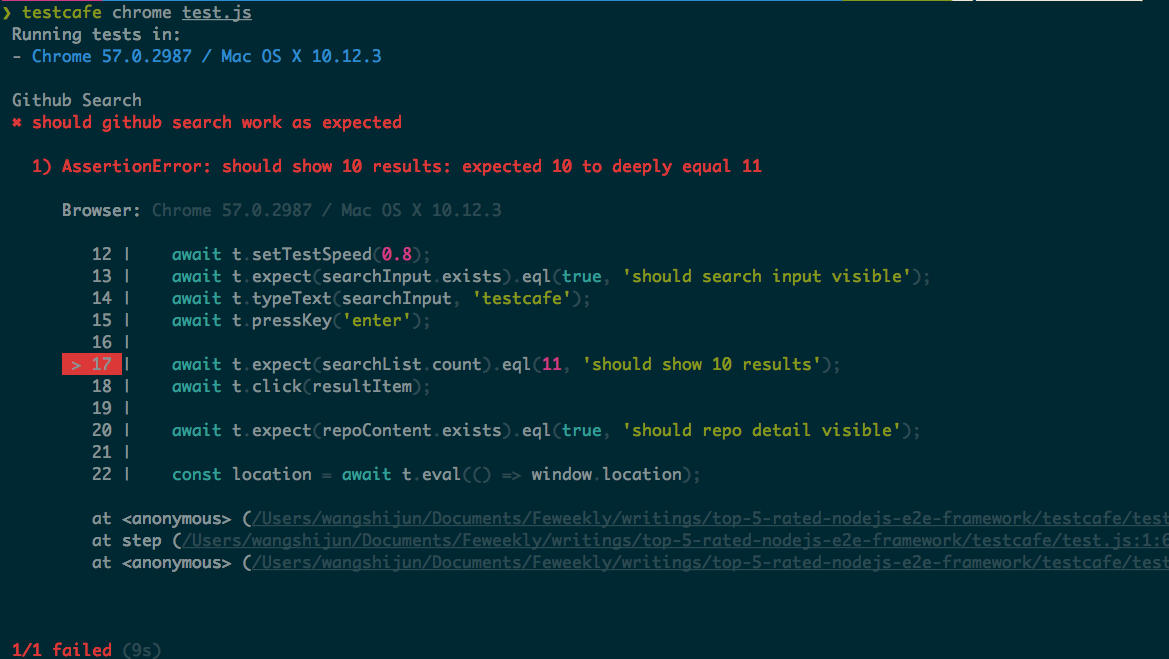 ❯ testcafe chrome test.js
Running tests in:
- Chrome 57.0.2987 / Mac OS X 10.12.3
Github Search
✖ should github search work as expected
1) AssertionError: should show 10 results: expected 10 to deeply equal 11
Browser: Chrome 57.0.2987 / Mac OS X 10.12.3
12 |    await t.setTestSpeed(0.8);
13 |    await t.expect(searchInput.exists).eql(true, 'should search input visible');
14 |    await t.typeText(searchInput, 'testcafe');
15 |    await t.pressKey('enter');
16 |
> 17 |    await t.expect(searchList.count).eql(11, 'should show 10 results');
18 |    await t.click(resultItem);
19 |
20 |    await t.expect(repoContent.exists).eql(true, 'should repo detail visible');
21 |
22 |    const location = await t.eval(() => window.location);
at <anonymous> (/Users/wangshijun/Documents/Feweekly/writings/top-5-rated-nodejs-e2e-framework/testcafe/test
at step (/Users/wangshijun/Documents/Feweekly/writings/top-5-rated-nodejs-e2e-framework/testcafe/test.js:1:
at <anonymous> (/Users/wangshijun/Documents/Feweekly/writings/top-5-rated-nodejs-e2e-framework/testcafe/test
1/1 failed (9s)